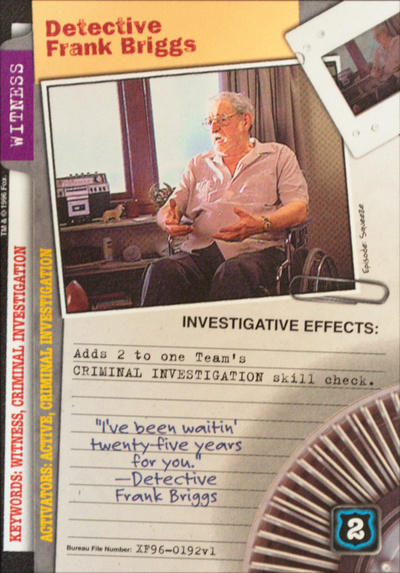 Detective
Frank Briggs
WITNESS
TM & © 1996 Fox.
KEYWORDS: WITNESS, CRIMINAL INVESTIGATION
ACTIVATORS: ACTIVE, CRIMINAL INVESTIGATION
Episode: Squeeze
INVESTIGATIVE EFFECTS:
Adds 2 to one Team's
CRIMINAL INVESTIGATION skill check.
"I've been waitin'
twenty-five years
for you."
—Detective
Frank Briggs
2
Bureau File Number: XF96-0192v1